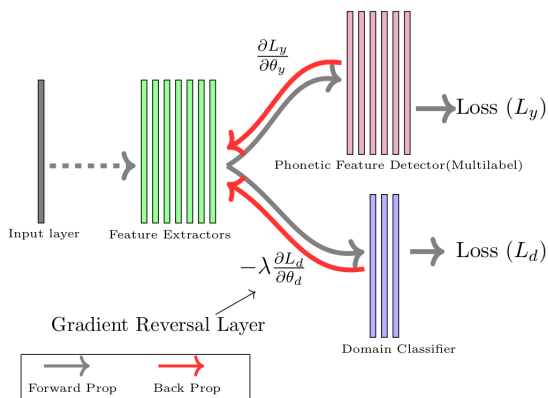 ∂L_y/∂θ_y
Loss (L_y)
Phonetic Feature Detector(Multilabel)
Input layer
Feature Extractors
Loss (L_d)
−λ ∂L_d/∂θ_d
Gradient Reversal Layer
Domain Classifier
Forward Prop
Back Prop